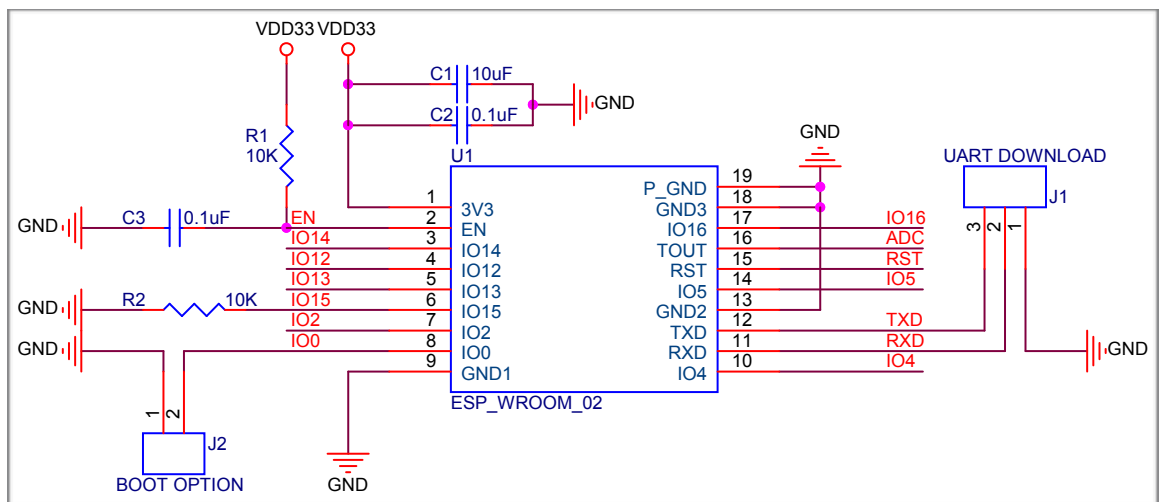 VDD33 VDD33
C1 10uF
GND
C2 0.1uF
R1
10K
U1
GND
UART DOWNLOAD
J1
3 2 1
C3 0.1uF
GND
EN
IO14
IO12
IO13
GND
R2 10K
IO15
IO2
GND
IO0
1 3V3
2 EN
3 IO14
4 IO12
5 IO13
6 IO15
7 IO2
8 IO0
9 GND1
P_GND 19
GND3 18
IO16 17 IO16
TOUT 16 ADC
RST 15 RST
IO5 14 IO5
GND2 13
TXD 12 TXD
RXD 11 RXD
IO4 10 IO4
GND
ESP_WROOM_02
1 2
J2
BOOT OPTION
GND